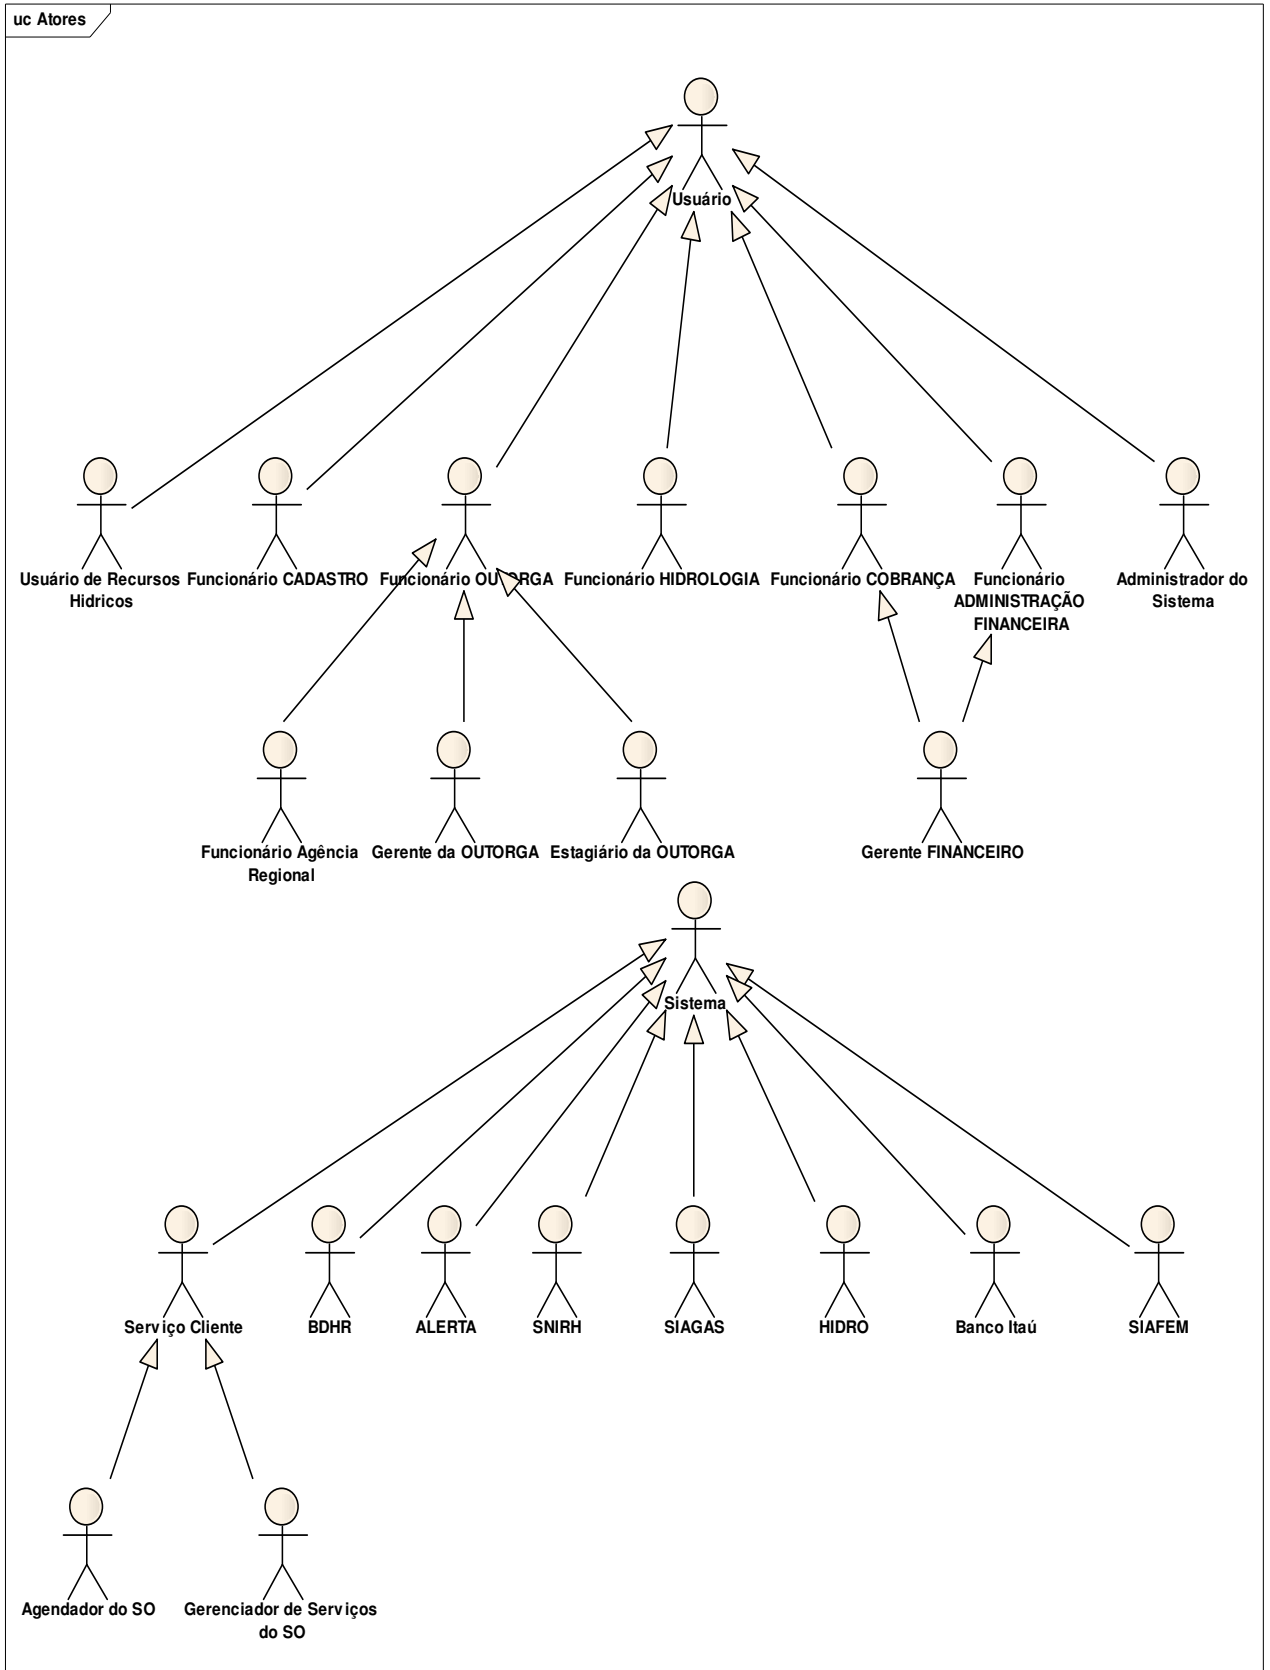 uc Atores
Usuário
Usuário de Recursos
Hidricos
Funcionário CADASTRO
Funcionário OUTORGA
Funcionário HIDROLOGIA
Funcionário COBRANÇA
Funcionário
ADMINISTRAÇÃO
FINANCEIRA
Administrador do
Sistema
Funcionário Agência
Regional
Gerente da OUTORGA
Estagiário da OUTORGA
Gerente FINANCEIRO
Sistema
Serviço Cliente
BDHR
ALERTA
SNIRH
SIAGAS
HIDRO
Banco Itaú
SIAFEM
Agendador do SO
Gerenciador de Serviços
do SO